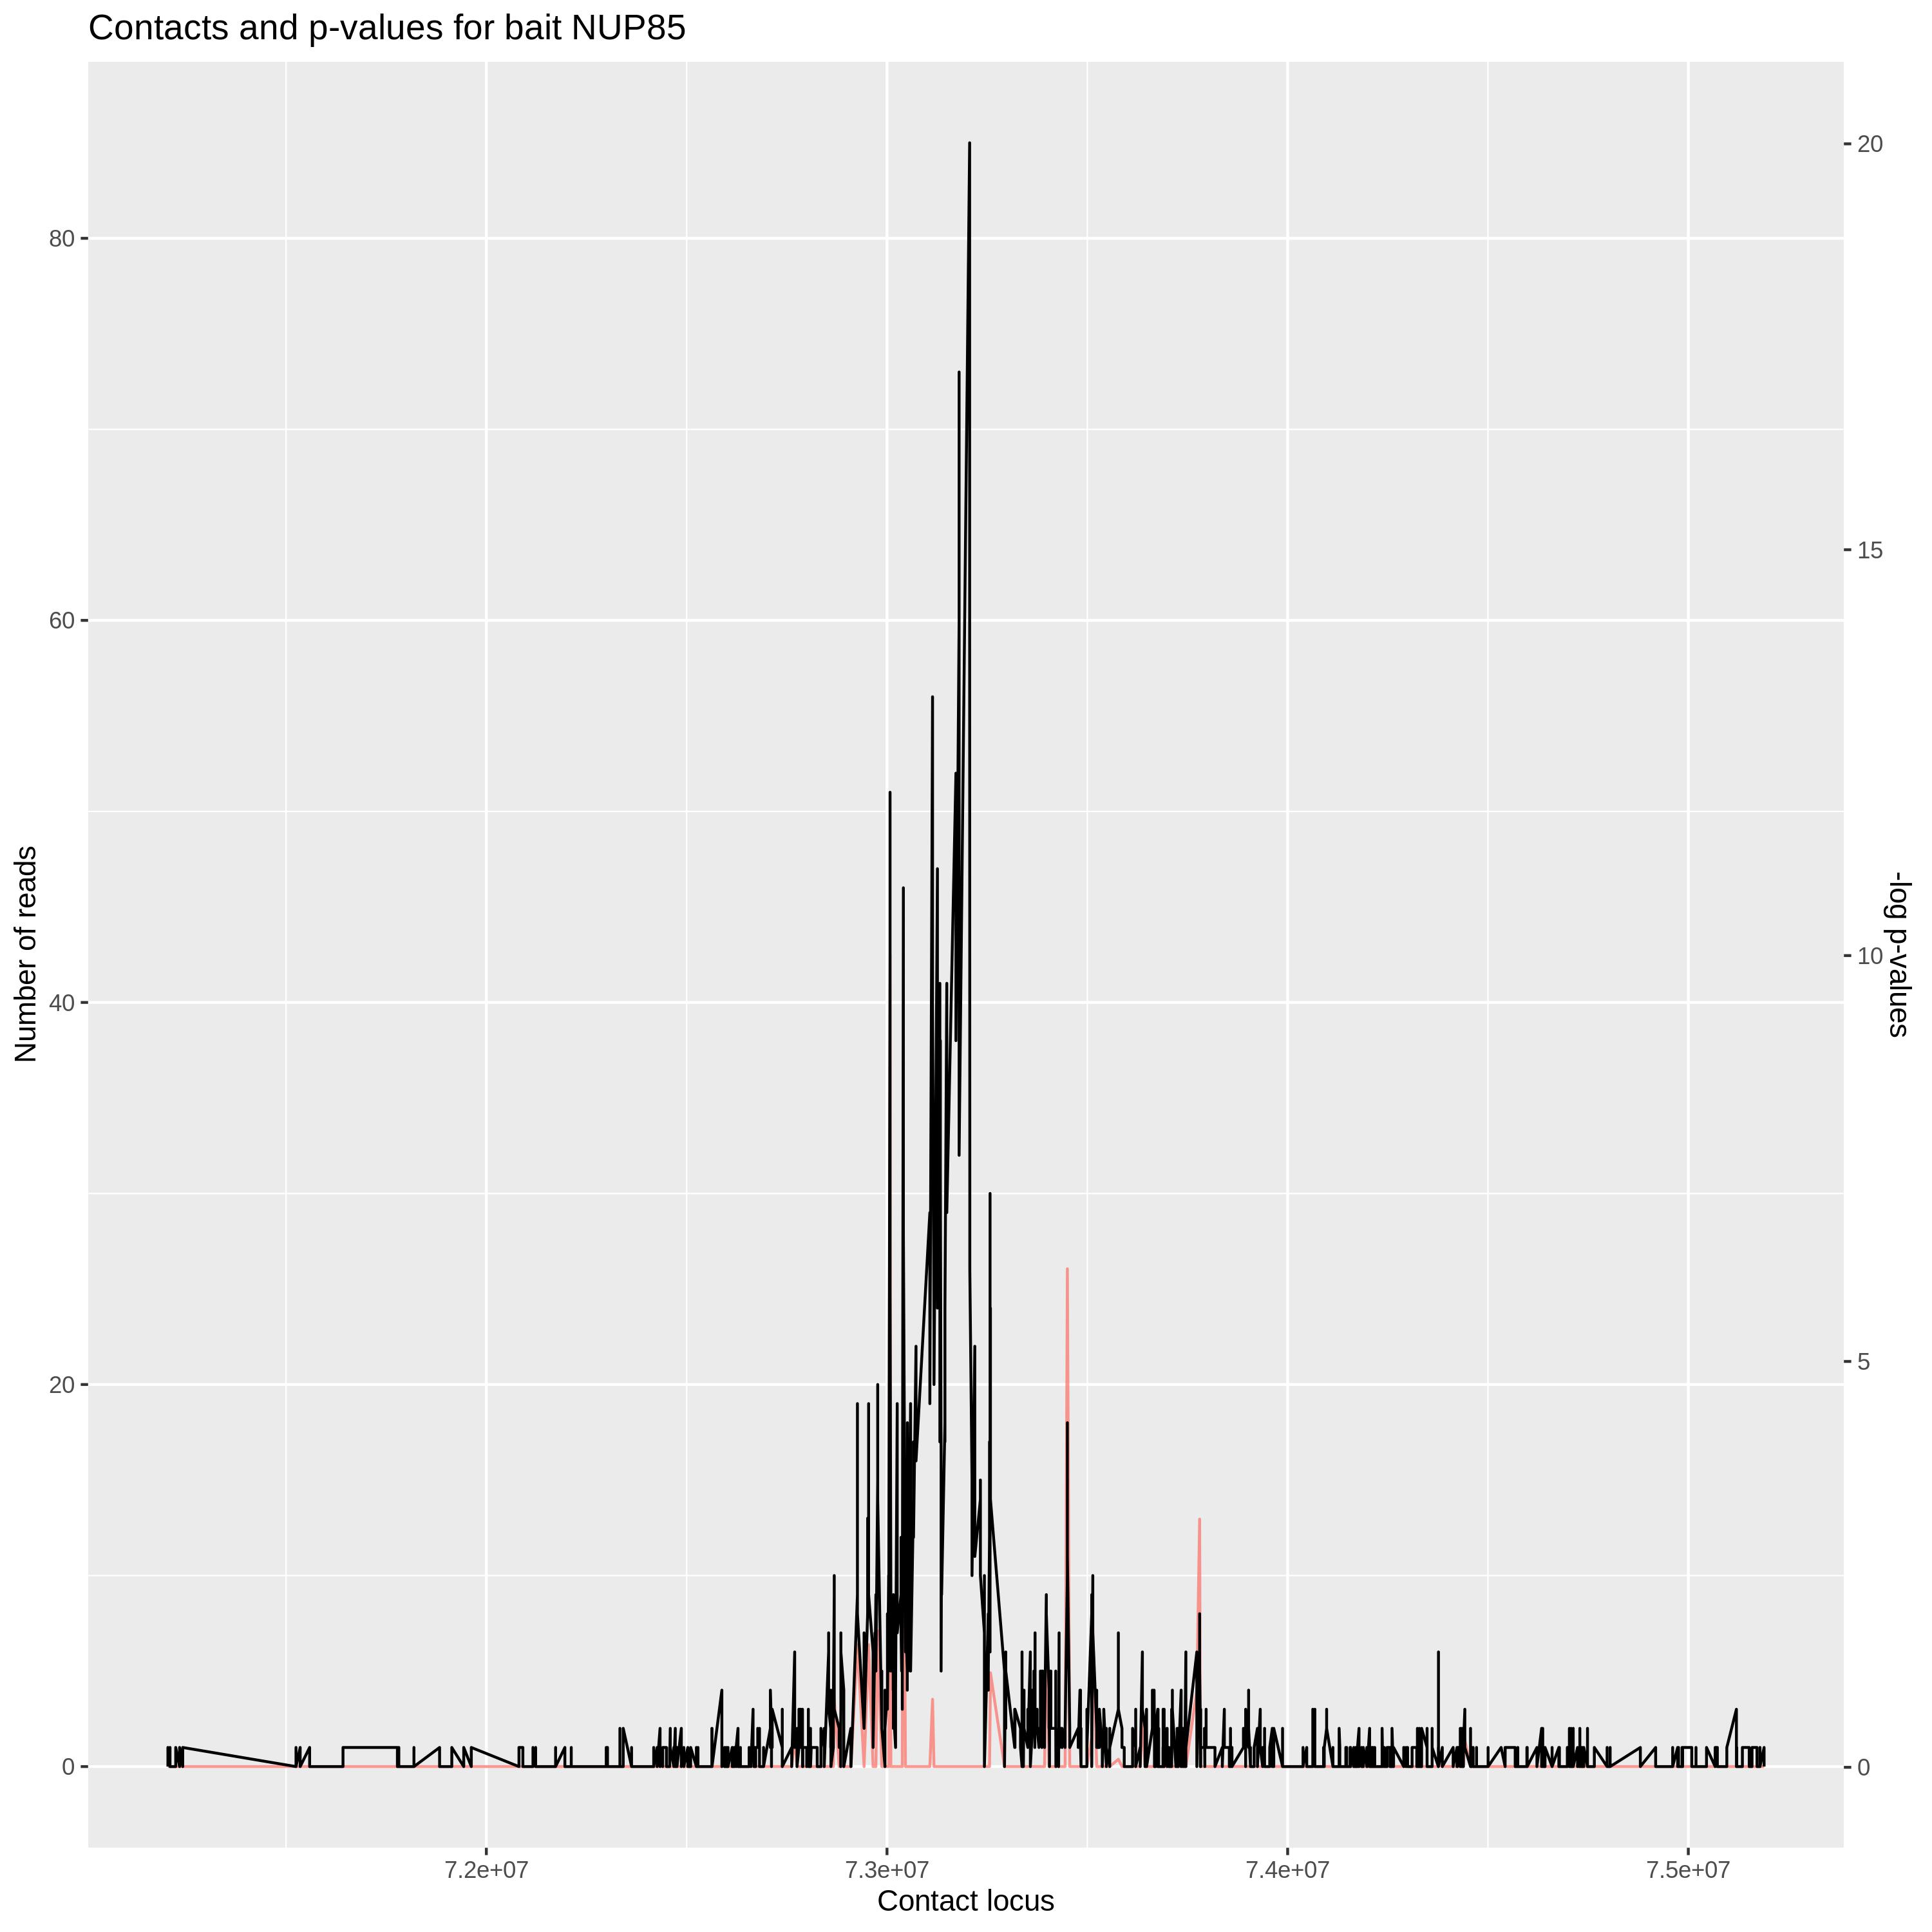 Contacts and p-values for bait NUP85
80
60
40
20
0
Number of reads
20
15
10
5
0
-log p-values
7.2e+07
7.3e+07
7.4e+07
7.5e+07
Contact locus